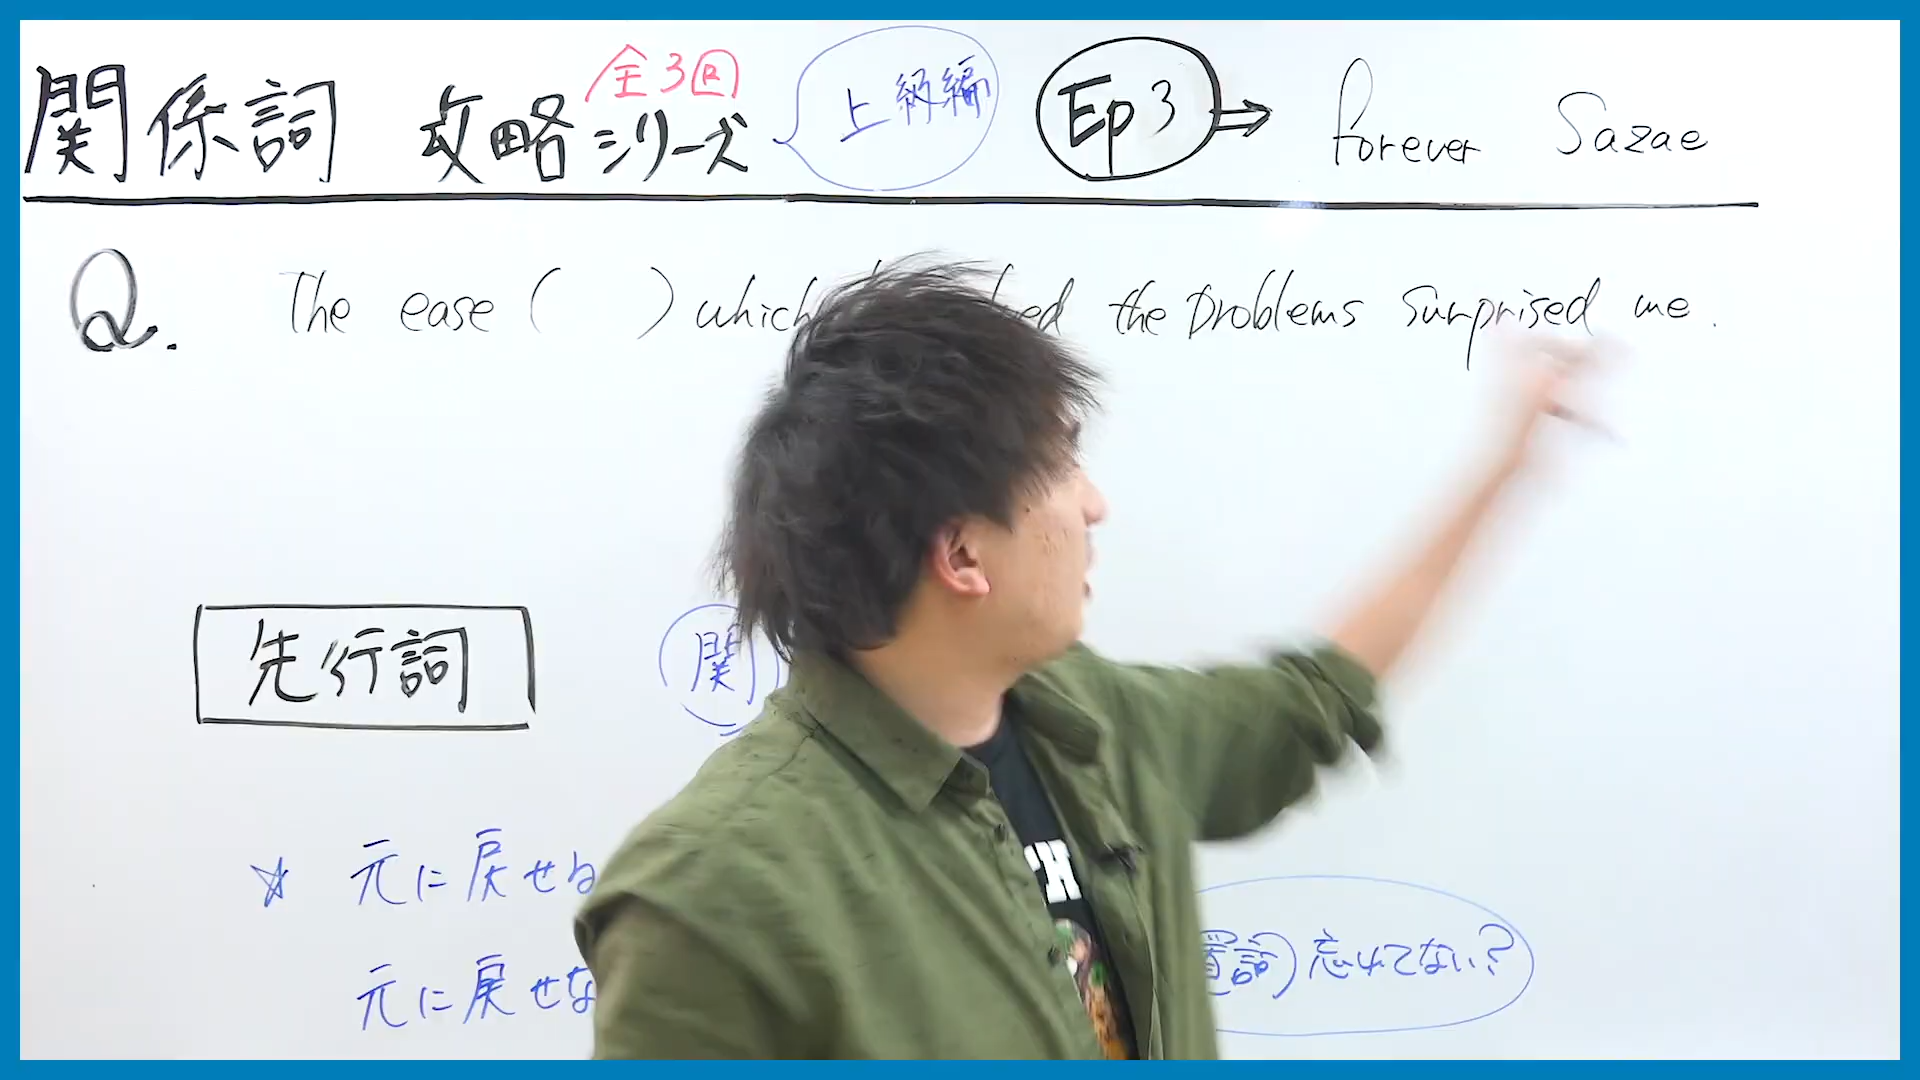 関係詞 攻略シリーズ 全3回 上級編 Ep3 ⇒ forever Sazae
Q. The ease ( ) which the problems surprised me.
先行詞 関
☆ 元に戻せる
元に戻せな
置詞) 忘れてない?